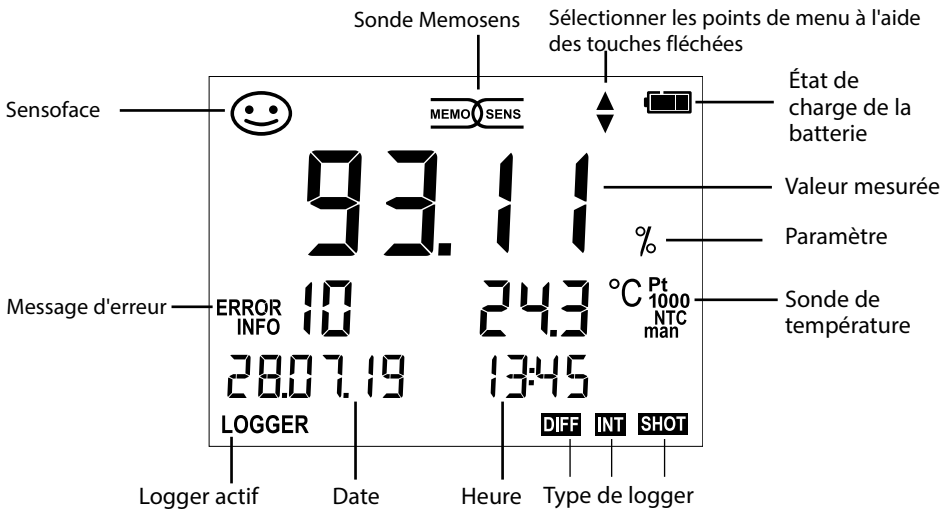 Sonde Memosens
Sélectionner les points de menu à l'aide
des touches fléchées
Sensoface
MEMO SENS
État de
charge de la
batterie
93.11
Valeur mesurée
%
Paramètre
Message d'erreur
ERROR
INFO
10
24.3
°C
Pt
1000
NTC
man
Sonde de
température
28.07.19
13:45
LOGGER
DIFF INT SHOT
Logger actif
Date
Heure
Type de logger